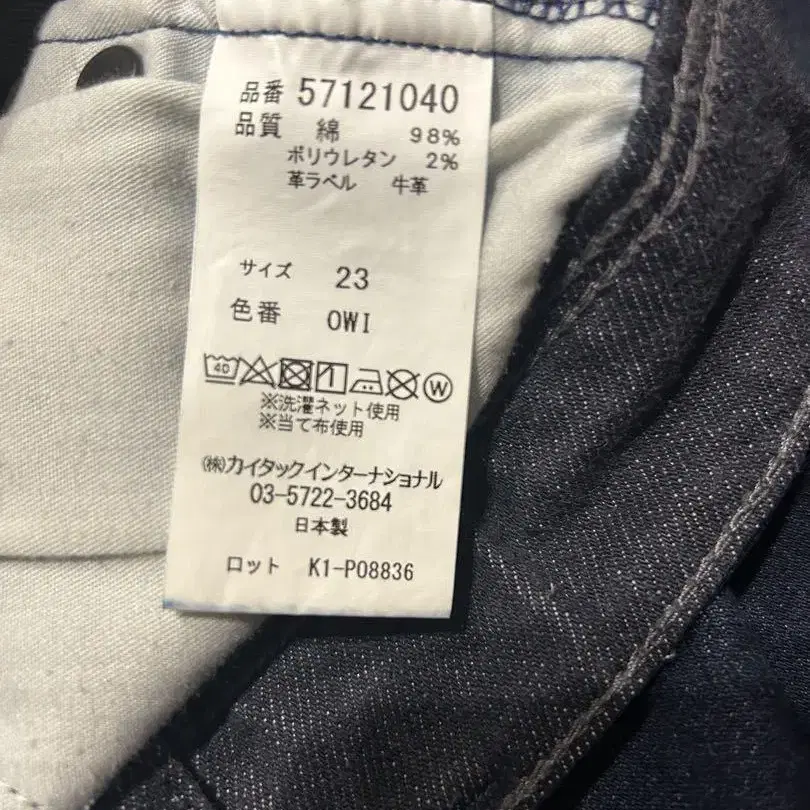 品番 57121040
品質 綿 98%
ポリウレタン 2%
革ラベル 牛革
サイズ 23
色番 OWI
40 W
※洗濯ネット使用
※当て布使用
㈱カイタックインターナショナル
03-5722-3684
日本製
ロット K1-P08836